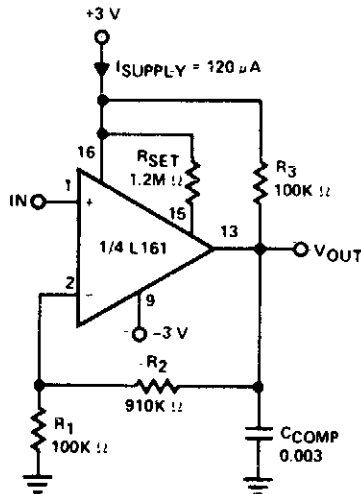 +3 V
ISUPPLY = 120 µA
16
RSET
1.2M Ω
R3
100K Ω
1
IN
+
15
13
1/4 L161
VOUT
2
−
9
−3 V
R2
910K Ω
R1
100K Ω
CCOMP
0.003